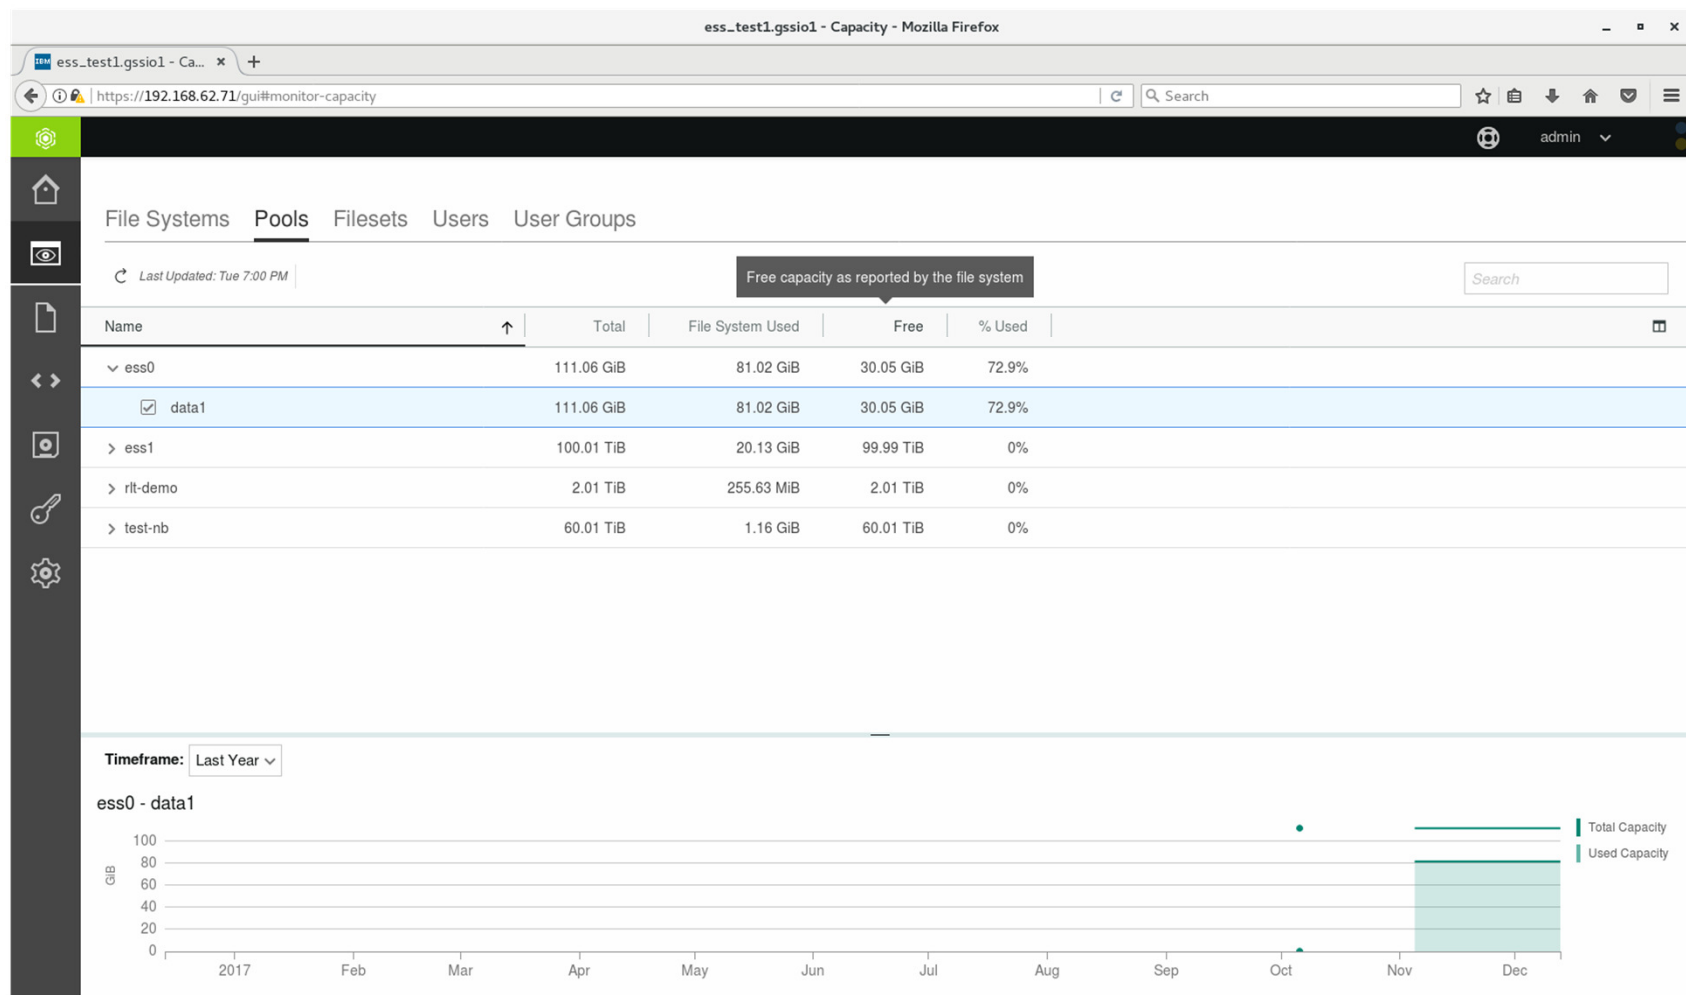 ess_test1.gssio1 - Capacity - Mozilla Firefox
IBM ess_test1.gssio1 - Ca...
https://192.168.62.71/gui#monitor-capacity Search
admin
File Systems Pools Filesets Users User Groups
Last Updated: Tue 7:00 PM Free capacity as reported by the file system Search
Name Total File System Used Free % Used
ess0 111.06 GiB 81.02 GiB 30.05 GiB 72.9%
data1 111.06 GiB 81.02 GiB 30.05 GiB 72.9%
ess1 100.01 TiB 20.13 GiB 99.99 TiB 0%
rlt-demo 2.01 TiB 255.63 MiB 2.01 TiB 0%
test-nb 60.01 TiB 1.16 GiB 60.01 TiB 0%
Timeframe: Last Year
ess0 - data1
Total Capacity
Used Capacity
GiB
100
80
60
40
20
0
2017 Feb Mar Apr May Jun Jul Aug Sep Oct Nov Dec